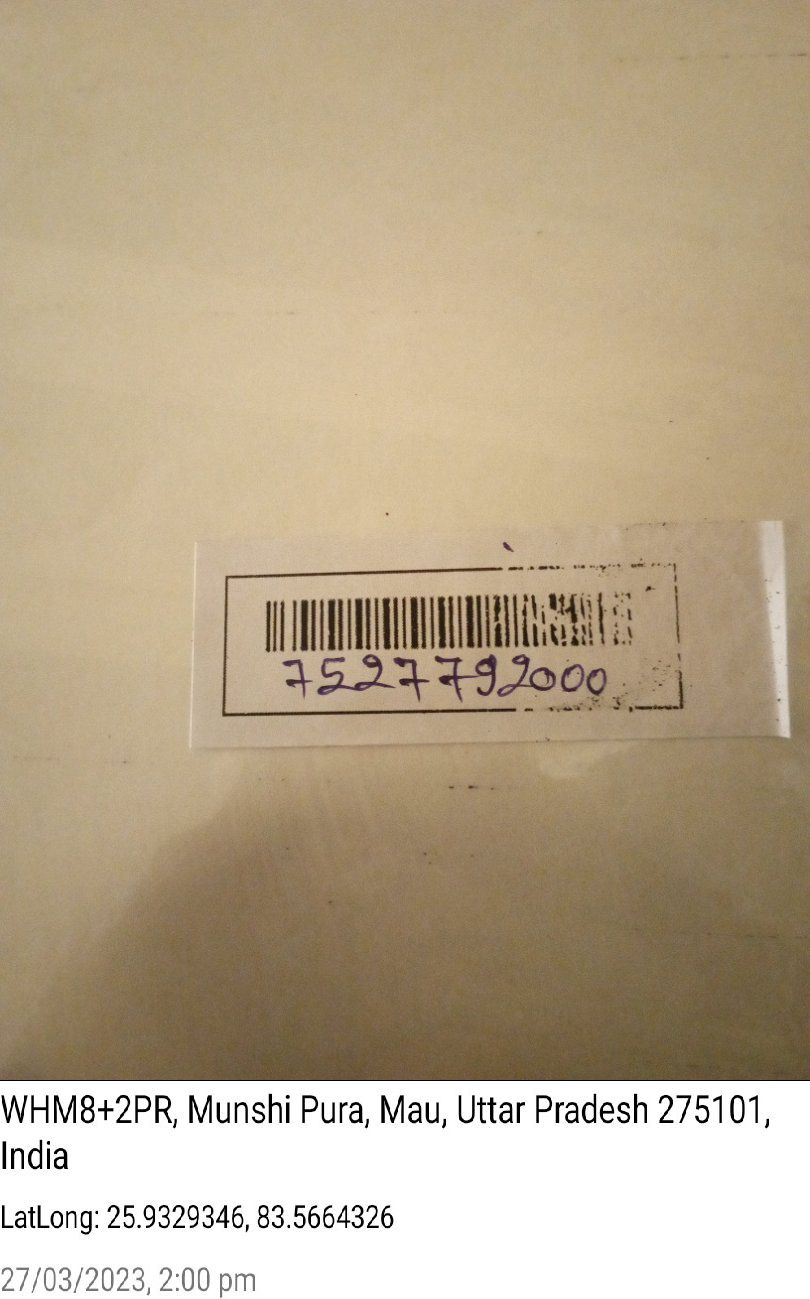 7527792000
WHM8+2PR, Munshi Pura, Mau, Uttar Pradesh 275101,
India
LatLong: 25.9329346, 83.5664326
27/03/2023, 2:00 pm